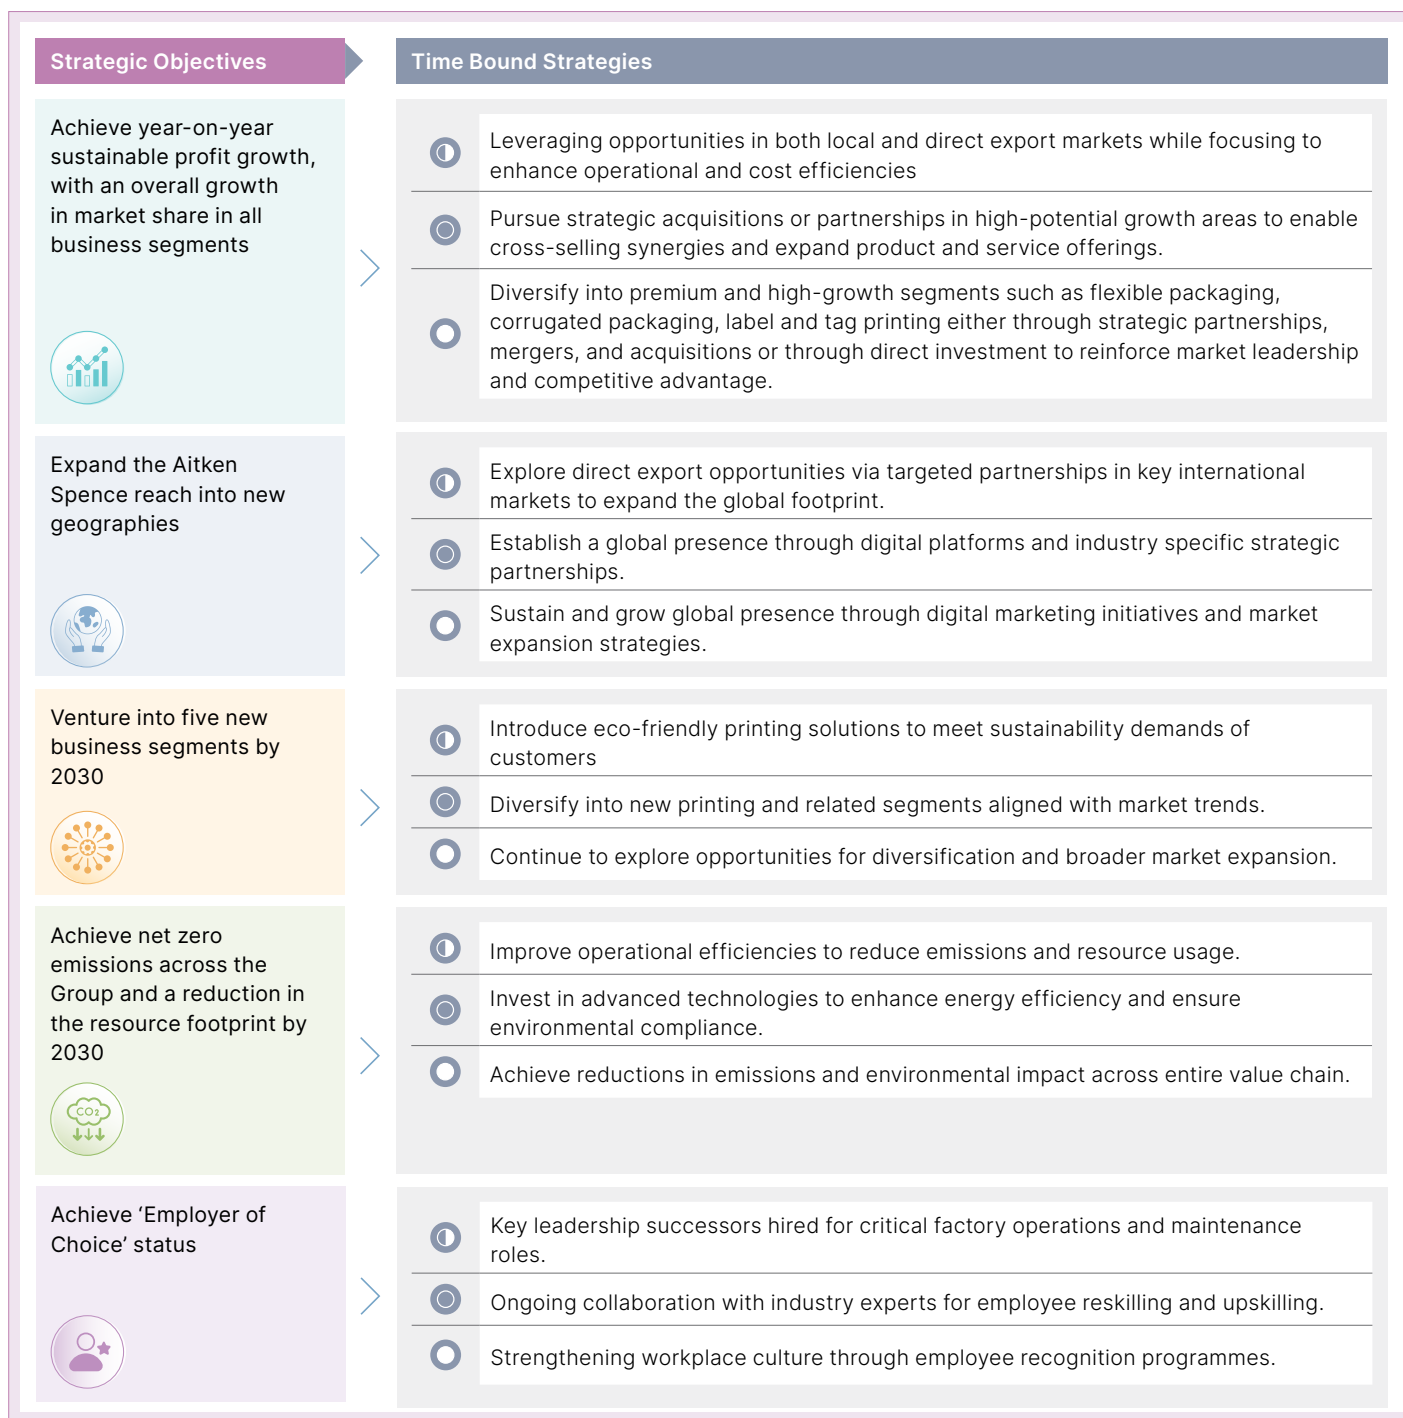 Strategic Objectives
Time Bound Strategies
Achieve year-on-year
sustainable profit growth,
with an overall growth
in market share in all
business segments
Leveraging opportunities in both local and direct export markets while focusing to
enhance operational and cost efficiencies
Pursue strategic acquisitions or partnerships in high-potential growth areas to enable
cross-selling synergies and expand product and service offerings.
Diversify into premium and high-growth segments such as flexible packaging,
corrugated packaging, label and tag printing either through strategic partnerships,
mergers, and acquisitions or through direct investment to reinforce market leadership
and competitive advantage.
Expand the Aitken
Spence reach into new
geographies
Explore direct export opportunities via targeted partnerships in key international
markets to expand the global footprint.
Establish a global presence through digital platforms and industry specific strategic
partnerships.
Sustain and grow global presence through digital marketing initiatives and market
expansion strategies.
Venture into five new
business segments by
2030
Introduce eco-friendly printing solutions to meet sustainability demands of
customers
Diversify into new printing and related segments aligned with market trends.
Continue to explore opportunities for diversification and broader market expansion.
Achieve net zero
emissions across the
Group and a reduction in
the resource footprint by
2030
CO2
Improve operational efficiencies to reduce emissions and resource usage.
Invest in advanced technologies to enhance energy efficiency and ensure
environmental compliance.
Achieve reductions in emissions and environmental impact across entire value chain.
Achieve ‘Employer of
Choice’ status
Key leadership successors hired for critical factory operations and maintenance
roles.
Ongoing collaboration with industry experts for employee reskilling and upskilling.
Strengthening workplace culture through employee recognition programmes.